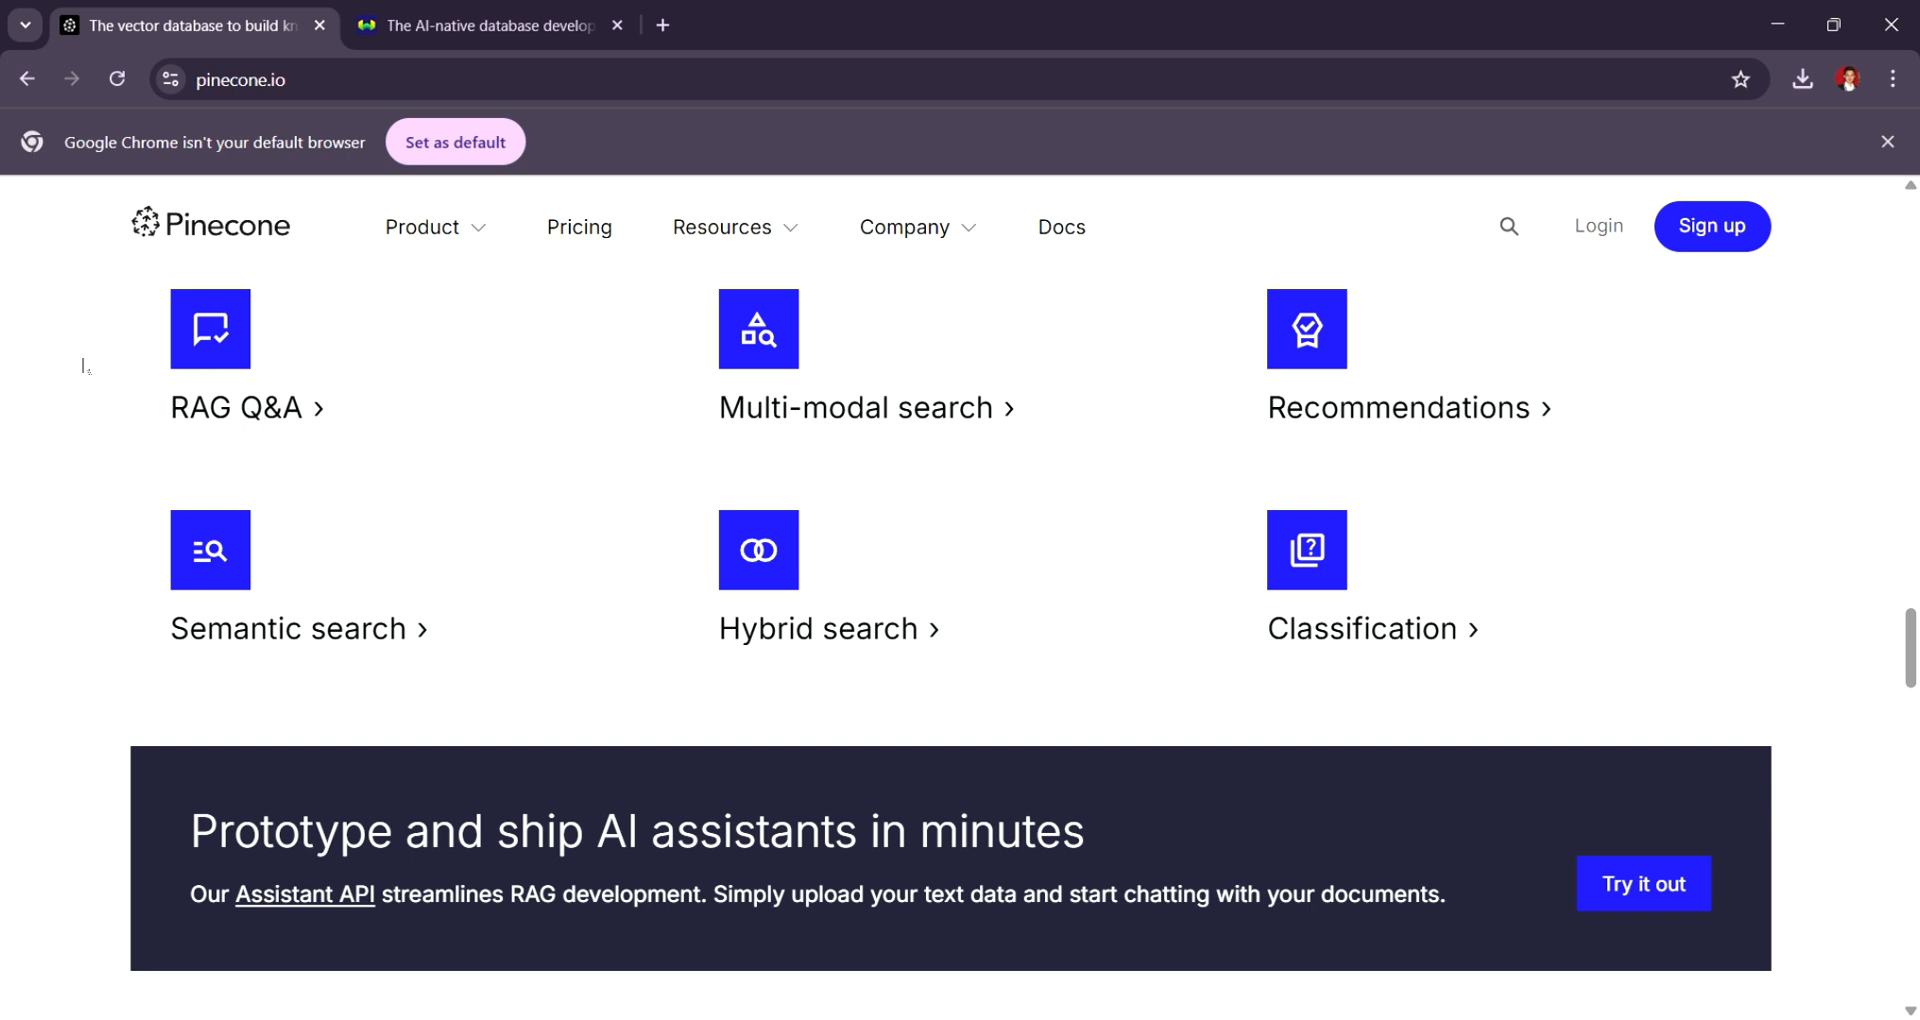 The vector database to build kn
The AI-native database develop
pinecone.io
Google Chrome isn't your default browser
Set as default
Pinecone
Product
Pricing
Resources
Company
Docs
Login
Sign up
RAG Q&A ›
Multi-modal search ›
Recommendations ›
Semantic search ›
Hybrid search ›
Classification ›
Prototype and ship AI assistants in minutes
Our Assistant API streamlines RAG development. Simply upload your text data and start chatting with your documents.
Try it out